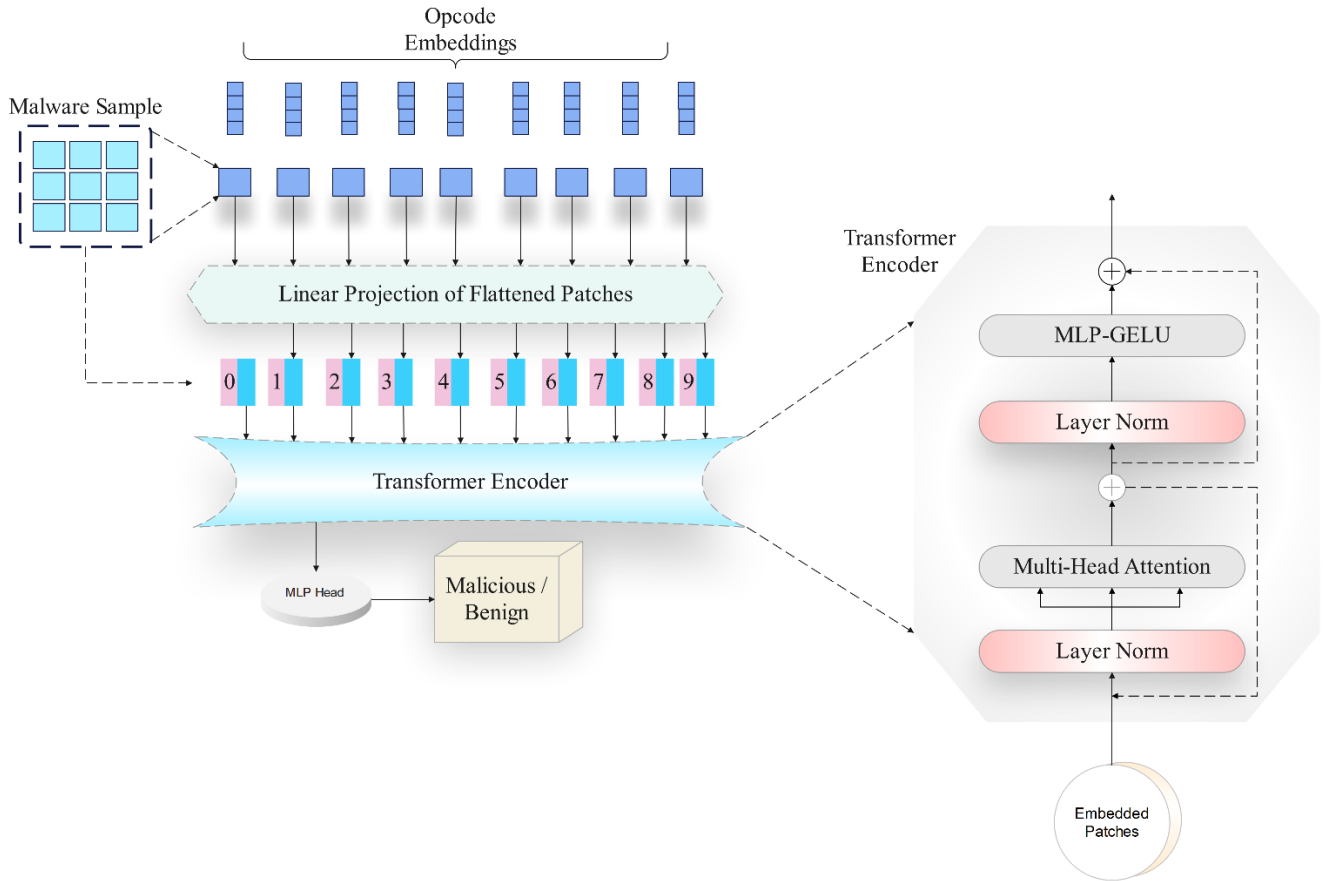 Opcode
Embeddings
Malware Sample
Linear Projection of Flattened Patches
0 1 2 3 4 5 6 7 8 9
Transformer Encoder
MLP Head
Malicious /
Benign
Transformer
Encoder
MLP-GELU
Layer Norm
Multi-Head Attention
Layer Norm
Embedded
Patches